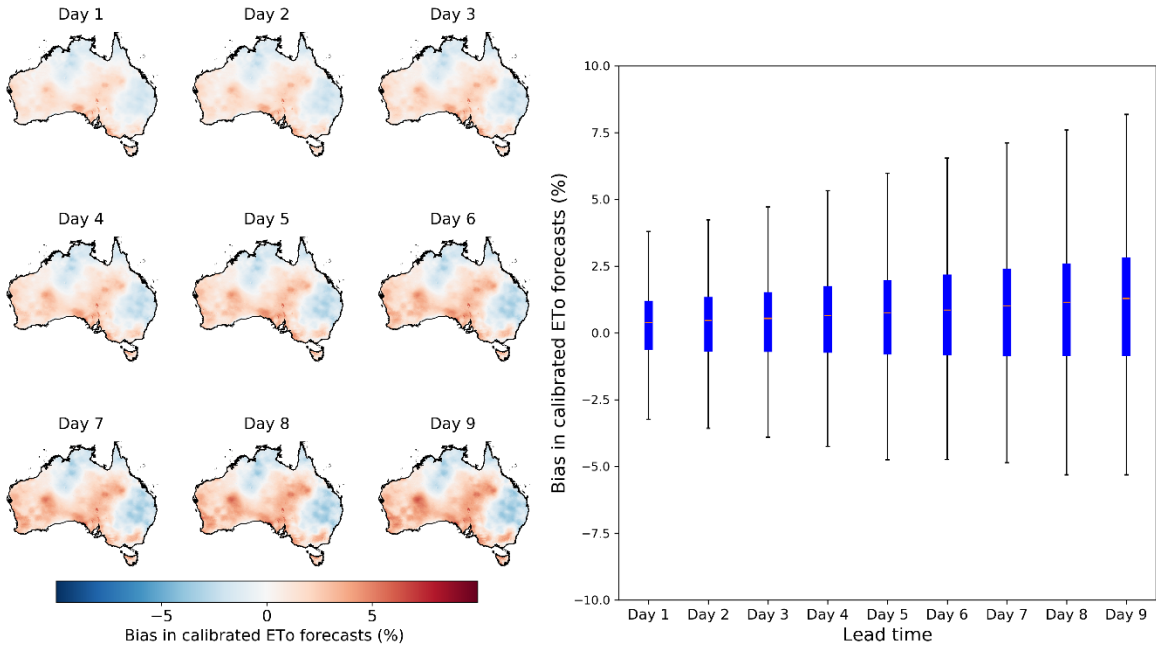 Day 1 Day 2 Day 3
Day 4 Day 5 Day 6
Day 7 Day 8 Day 9
−5 0 5
Bias in calibrated ETo forecasts (%)
Bias in calibrated ETo forecasts (%)
10.0
7.5
5.0
2.5
0.0
−2.5
−5.0
−7.5
−10.0
Day 1 Day 2 Day 3 Day 4 Day 5 Day 6 Day 7 Day 8 Day 9
Lead time